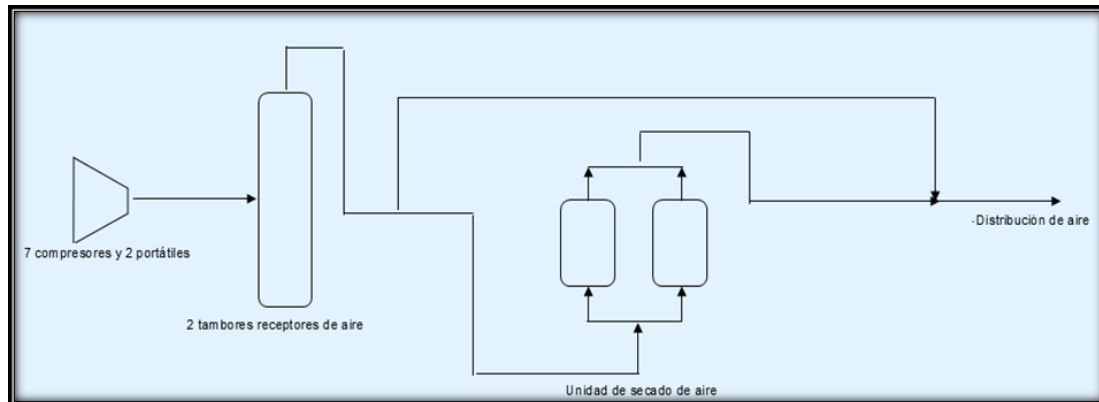 7 compresores y 2 portátiles
2 tambores receptores de aire
Unidad de secado de aire
-Distribución de aire